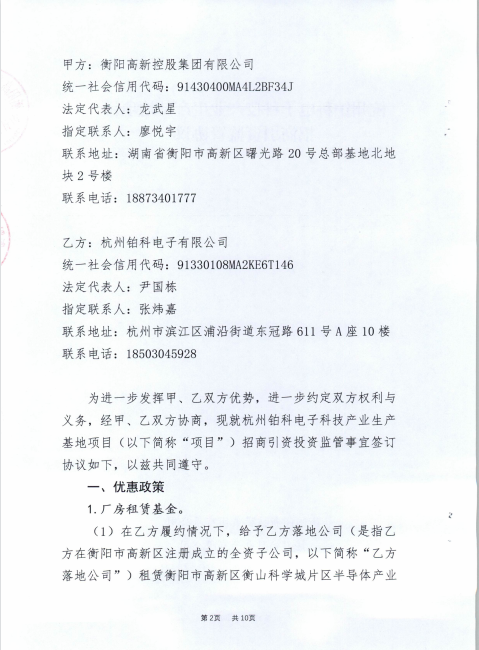 甲方：衡阳高新控股集团有限公司
统一社会信用代码：91430400MA4L2BF34J
法定代表人：龙武星
指定联系人：廖悦宇
联系地址：湖南省衡阳市高新区曙光路 20 号总部基地北地
块 2 号楼
联系电话：18873401777
乙方：杭州铂科电子有限公司
统一社会信用代码：91330108MA2KE6T146
法定代表人：尹国栋
指定联系人：张炜嘉
联系地址：杭州市滨江区浦沿街道东冠路 611 号 A 座 10 楼
联系电话：18503045928
为进一步发挥甲、乙双方优势，进一步约定双方权利与
义务，经甲、乙双方协商，现就杭州铂科电子科技产业生产
基地项目（以下简称“项目”）招商引资投资监管事宜签订
协议如下，以兹共同遵守。
一、优惠政策
1.厂房租赁基金。
（1）在乙方履约情况下，给予乙方落地公司（是指乙
方在衡阳市高新区注册成立的全资子公司，以下简称“乙方
落地公司”）租赁衡阳市高新区衡山科学城片区半导体产业
第 2页 共 10页